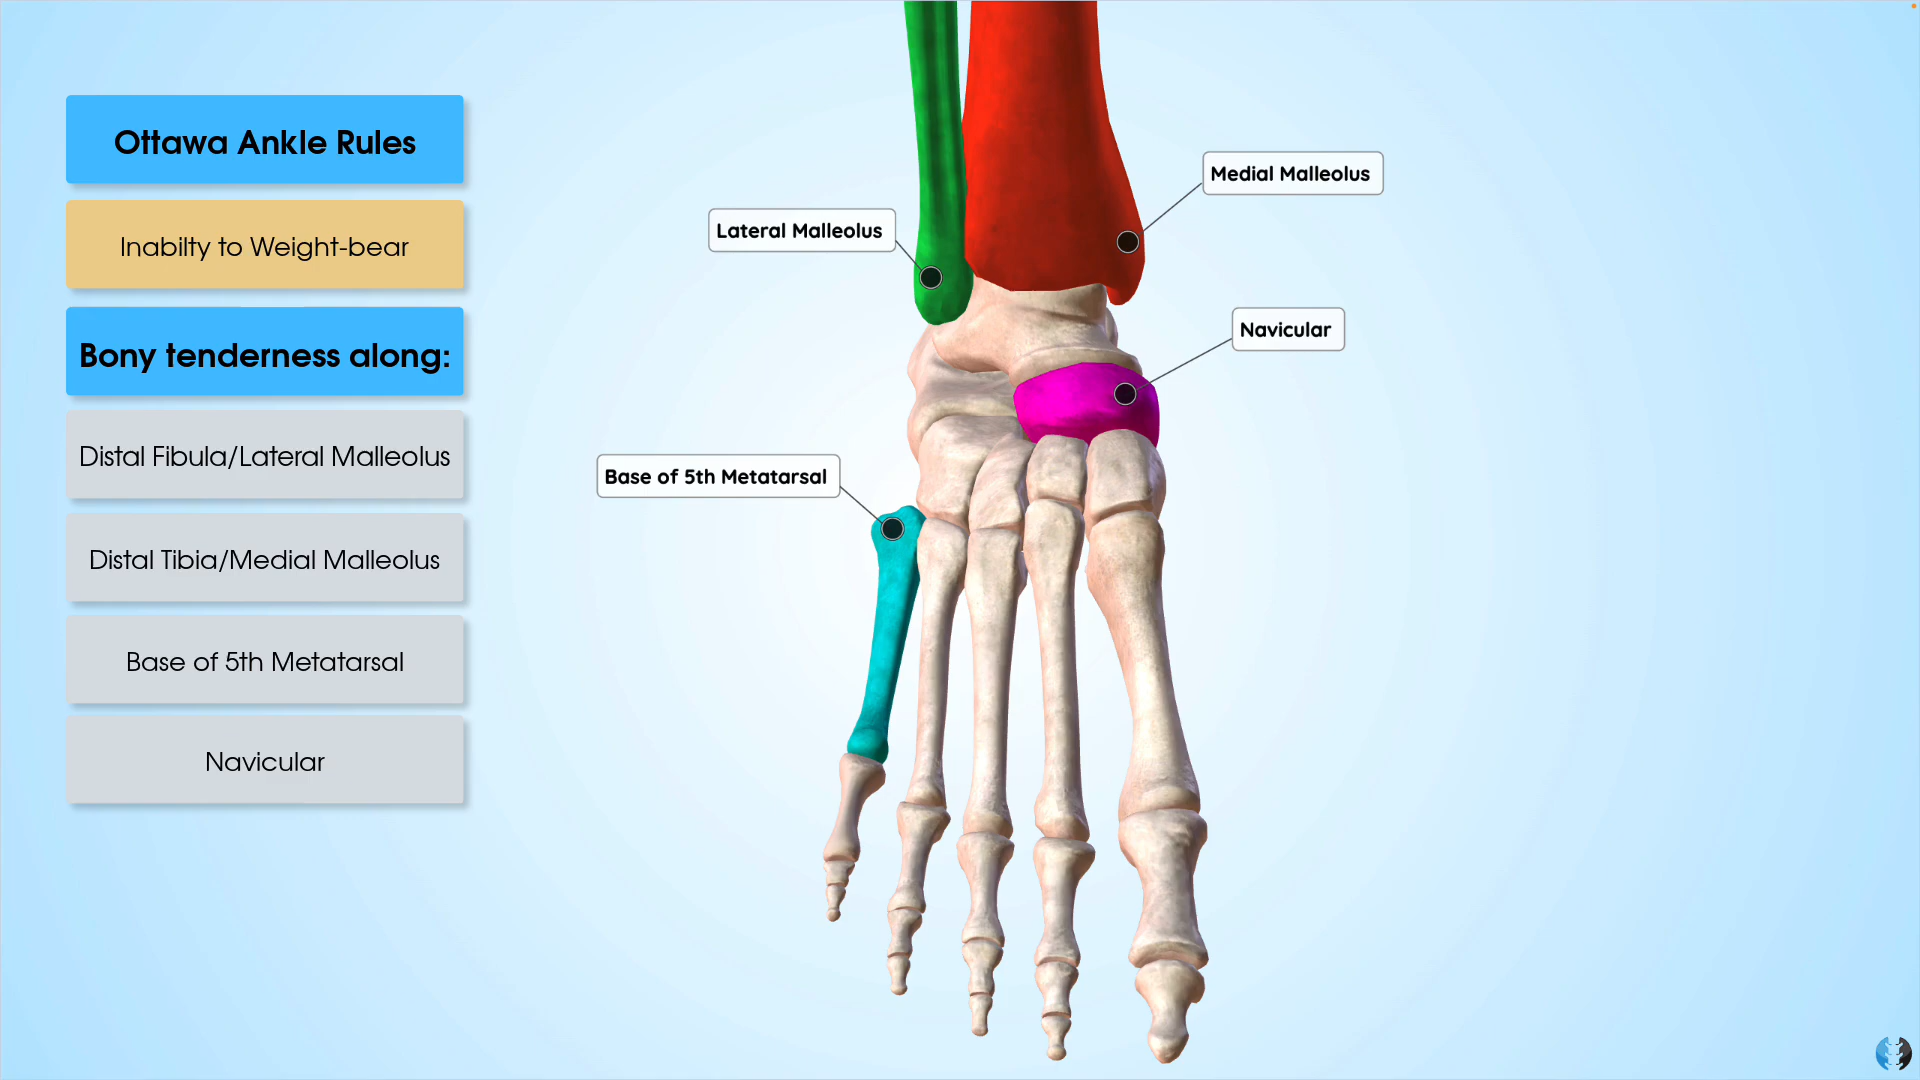 Ottawa Ankle Rules
Inabilty to Weight-bear
Bony tenderness along:
Distal Fibula/Lateral Malleolus
Distal Tibia/Medial Malleolus
Base of 5th Metatarsal
Navicular
Medial Malleolus
Lateral Malleolus
Navicular
Base of 5th Metatarsal